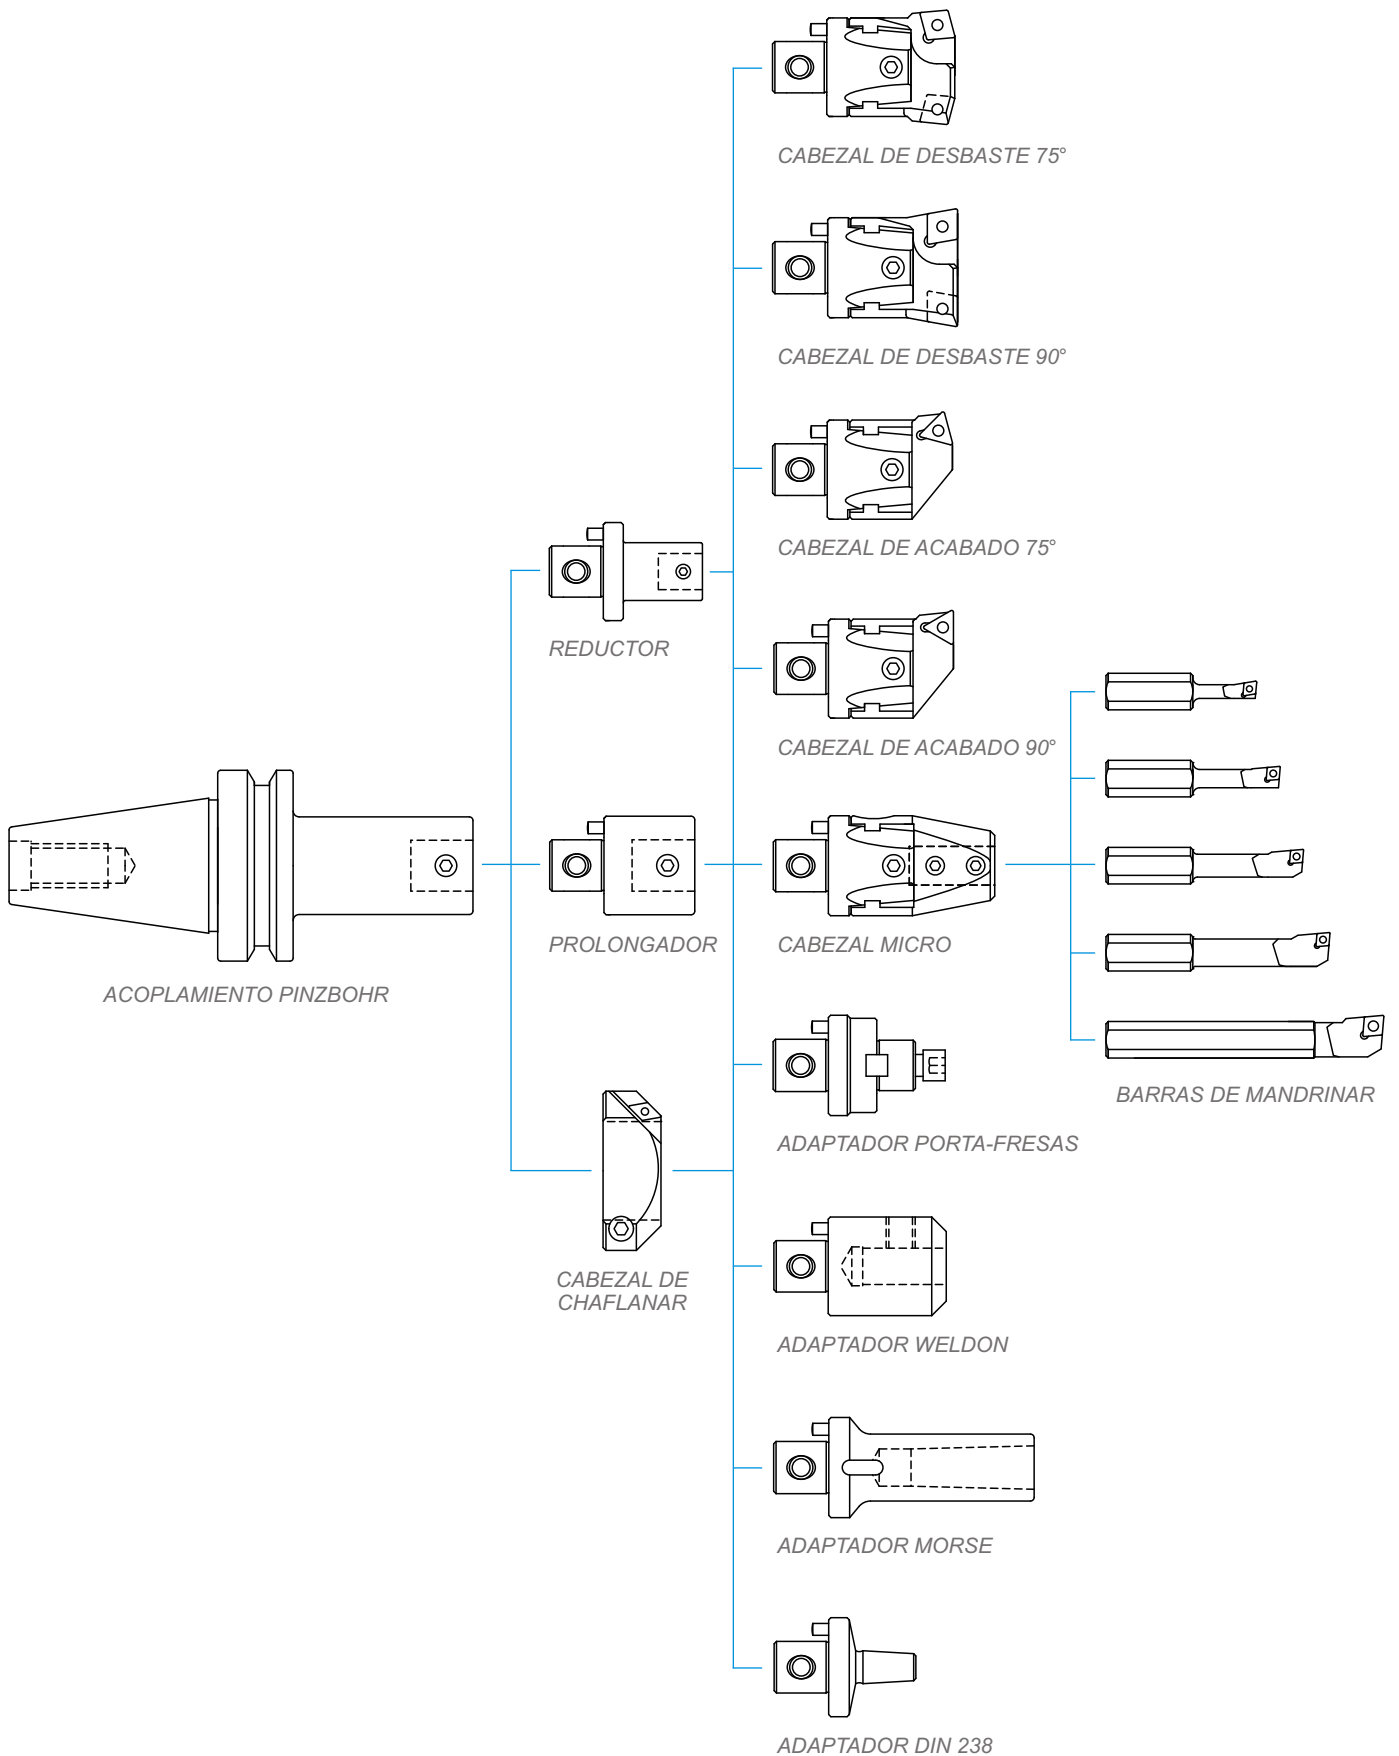 CABEZAL DE DESBASTE 75°
CABEZAL DE DESBASTE 90°
CABEZAL DE ACABADO 75°
REDUCTOR
CABEZAL DE ACABADO 90°
PROLONGADOR
CABEZAL MICRO
ACOPLAMIENTO PINZBOHR
BARRAS DE MANDRINAR
ADAPTADOR PORTA-FRESAS
CABEZAL DE
CHAFLANAR
ADAPTADOR WELDON
ADAPTADOR MORSE
ADAPTADOR DIN 238